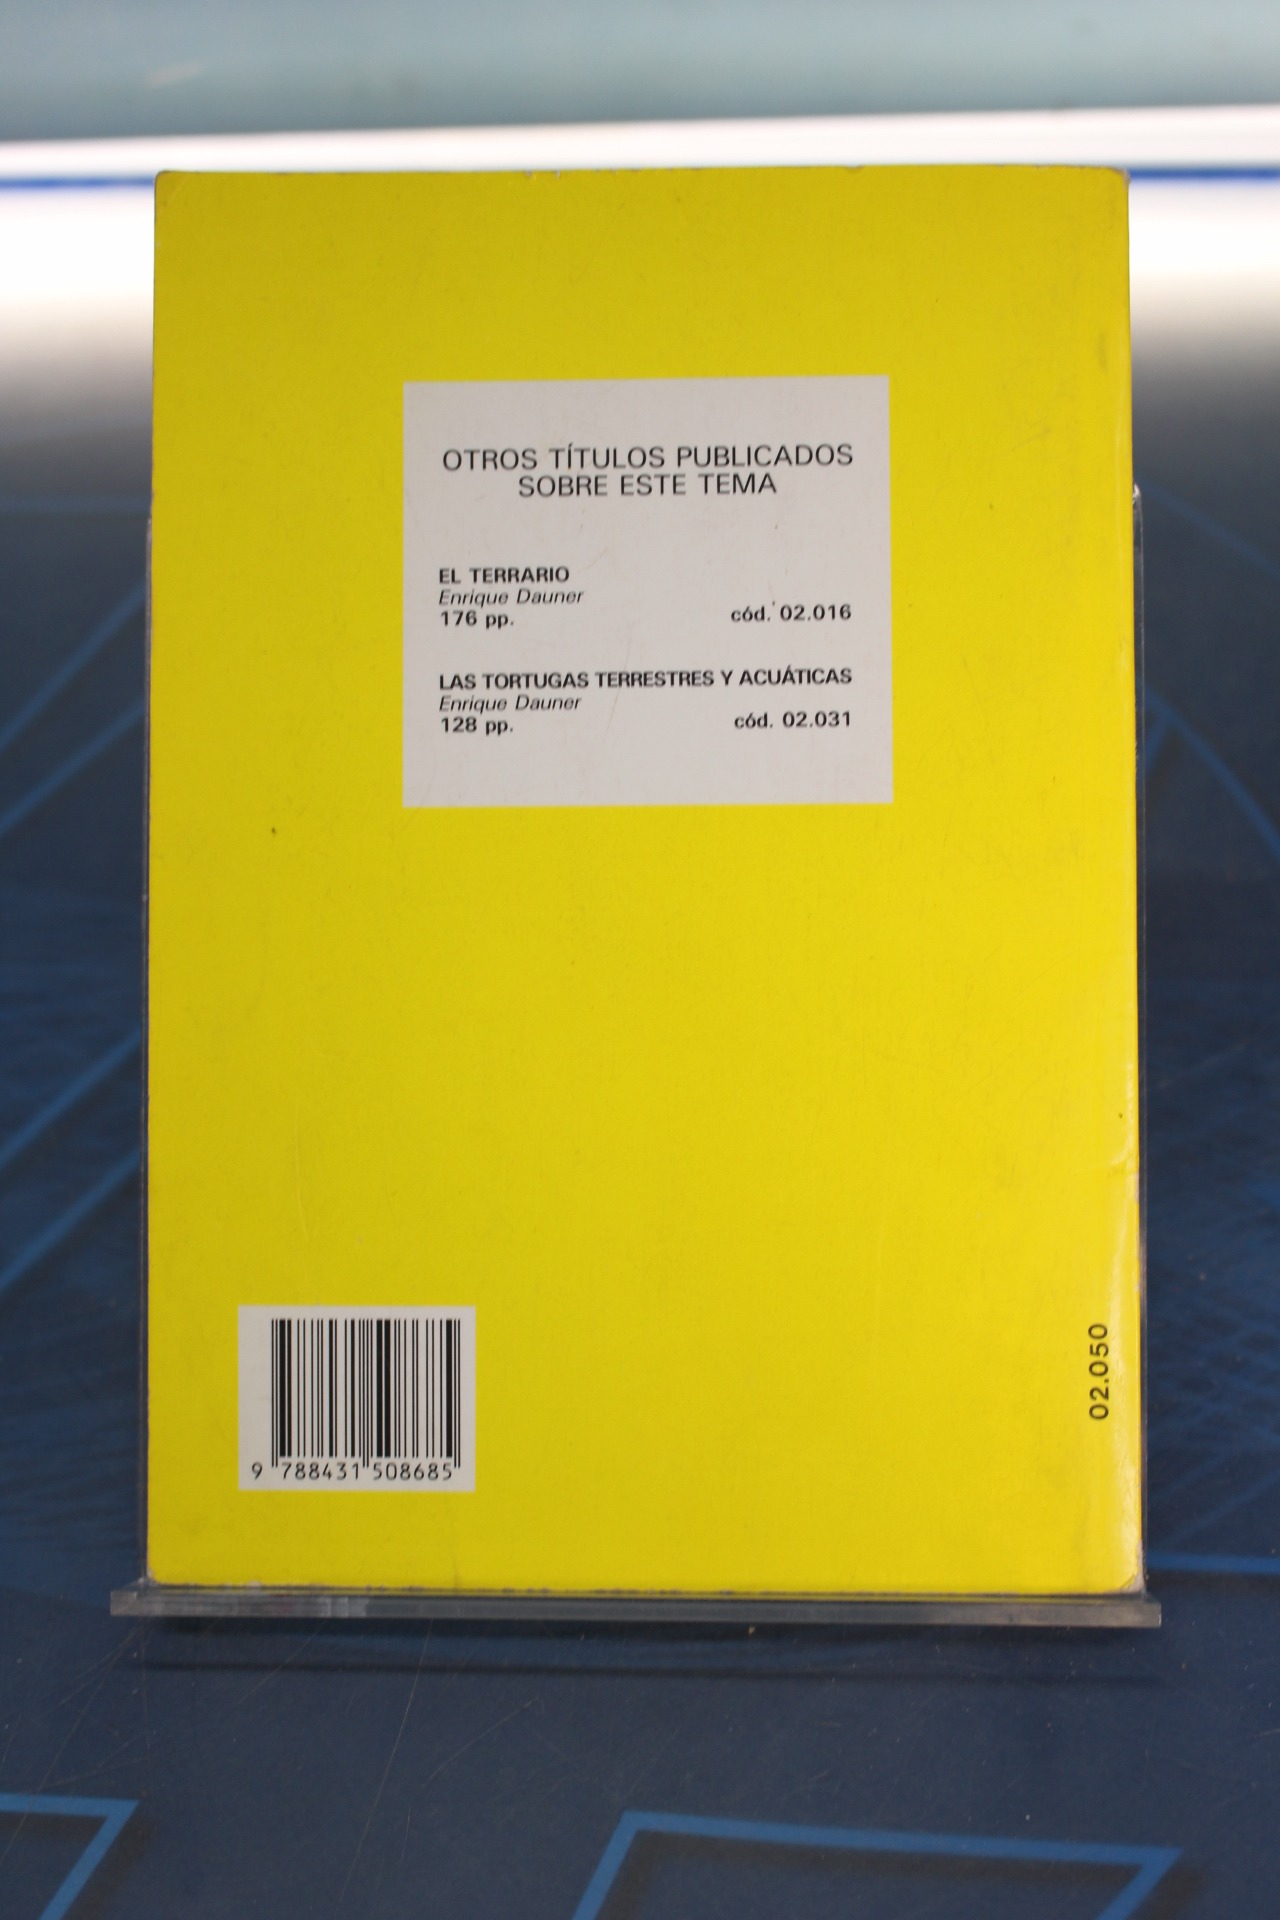 OTROS TÍTULOS PUBLICADOS
SOBRE ESTE TEMA
EL TERRARIO
Enrique Dauner
176 pp. cód. 02.016
LAS TORTUGAS TERRESTRES Y ACUÁTICAS
Enrique Dauner
128 pp. cód. 02.031
02.050
9 788431 508685